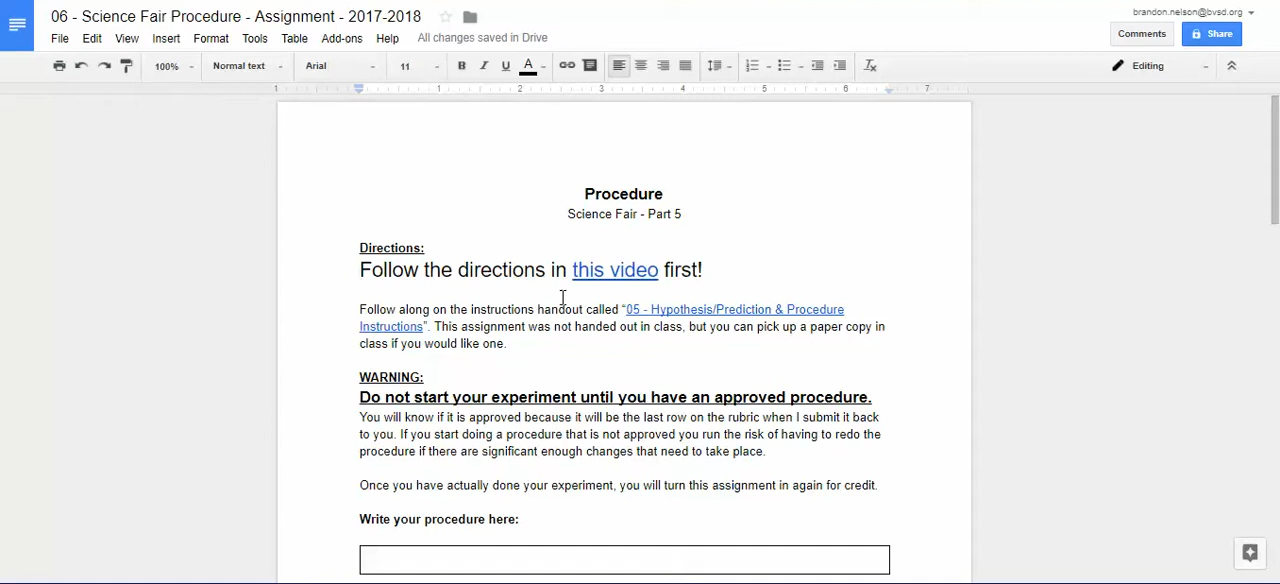 06 - Science Fair Procedure - Assignment - 2017-2018
brandon.nelson@bvsd.org
File Edit View Insert Format Tools Table Add-ons Help All changes saved in Drive
Comments Share
100% Normal text Arial 11 B I U A Editing
1 1 2 3 4 5 6 7
Procedure
Science Fair - Part 5
Directions:
Follow the directions in this video first!
Follow along on the instructions handout called “05 - Hypothesis/Prediction & Procedure
Instructions”. This assignment was not handed out in class, but you can pick up a paper copy in
class if you would like one.
WARNING:
Do not start your experiment until you have an approved procedure.
You will know if it is approved because it will be the last row on the rubric when I submit it back
to you. If you start doing a procedure that is not approved you run the risk of having to redo the
procedure if there are significant enough changes that need to take place.
Once you have actually done your experiment, you will turn this assignment in again for credit.
Write your procedure here: